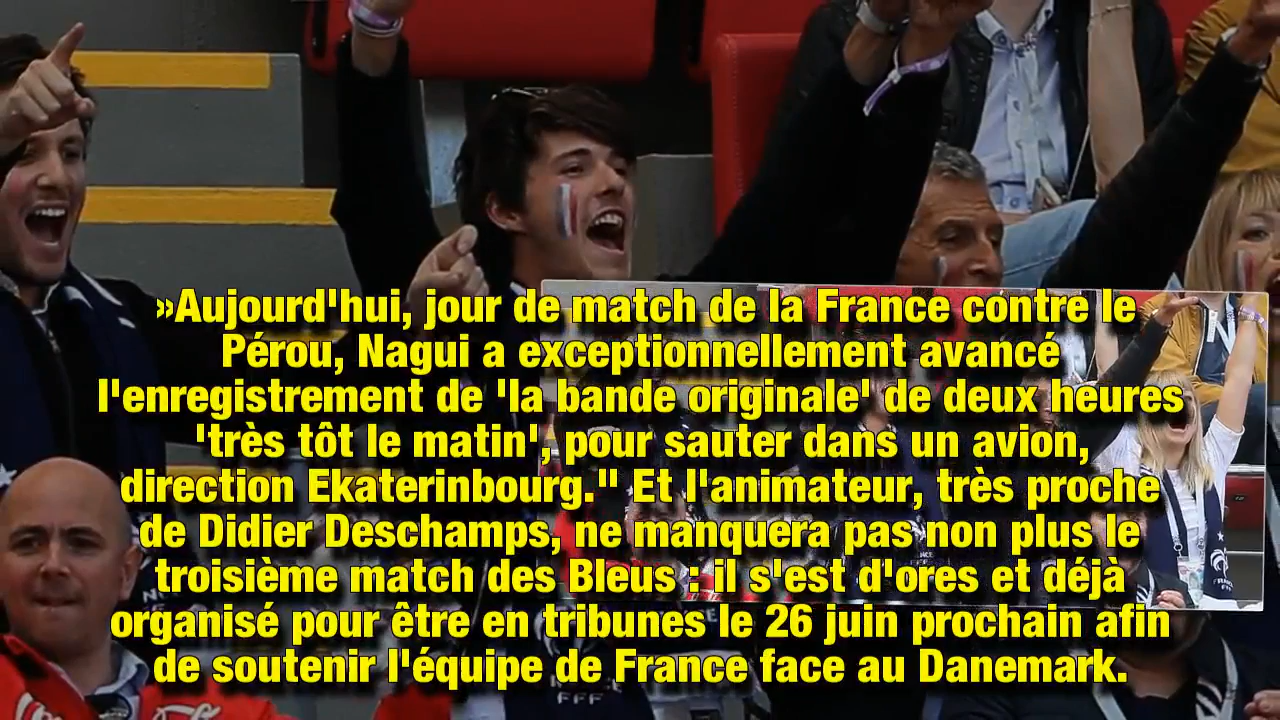 »Aujourd'hui, jour de match de la France contre le
Pérou, Nagui a exceptionnellement avancé
l'enregistrement de 'la bande originale' de deux heures
'très tôt le matin', pour sauter dans un avion,
direction Ekaterinbourg." Et l'animateur, très proche
de Didier Deschamps, ne manquera pas non plus le
troisième match des Bleus : il s'est d'ores et déjà
organisé pour être en tribunes le 26 juin prochain afin
de soutenir l'équipe de France face au Danemark.
FFF